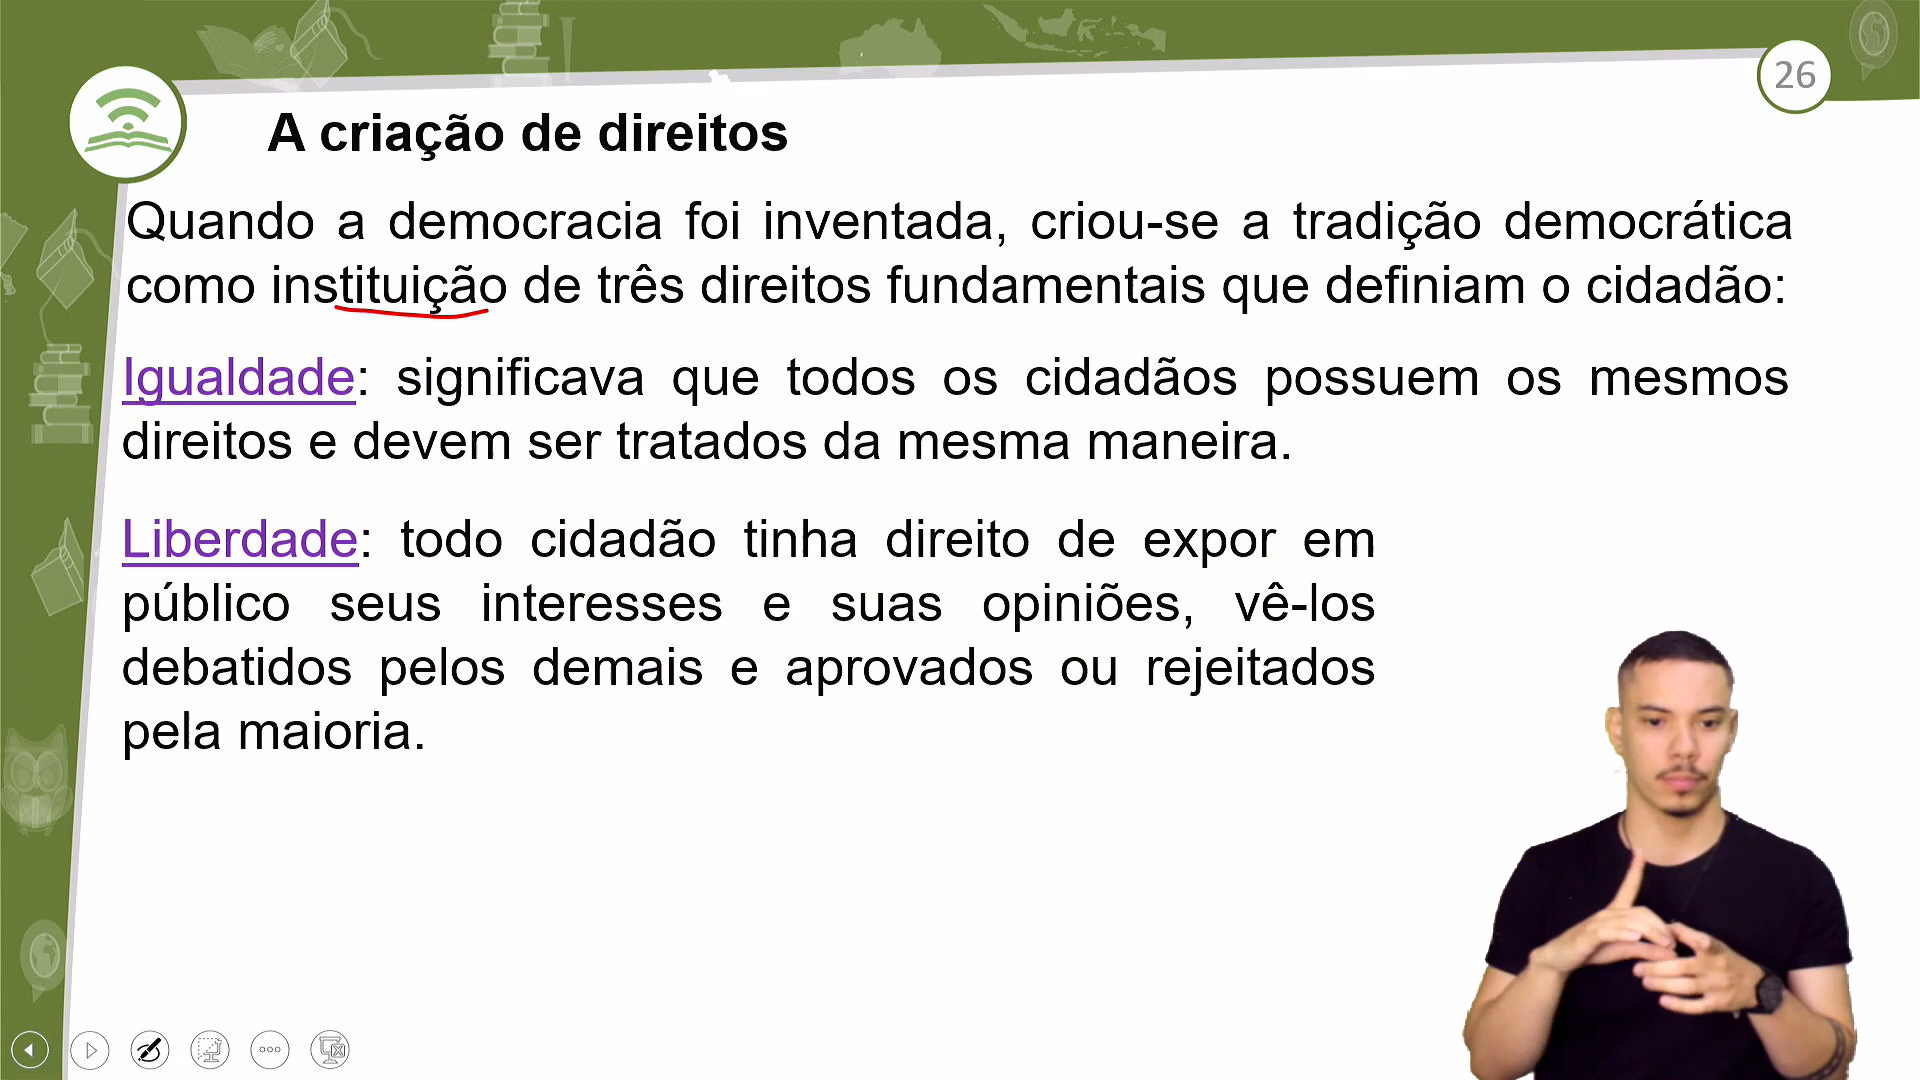 26
A criação de direitos
Quando a democracia foi inventada, criou-se a tradição democrática
como instituição de três direitos fundamentais que definiam o cidadão:
Igualdade: significava que todos os cidadãos possuem os mesmos
direitos e devem ser tratados da mesma maneira.
Liberdade: todo cidadão tinha direito de expor em
público seus interesses e suas opiniões, vê-los
debatidos pelos demais e aprovados ou rejeitados
pela maioria.